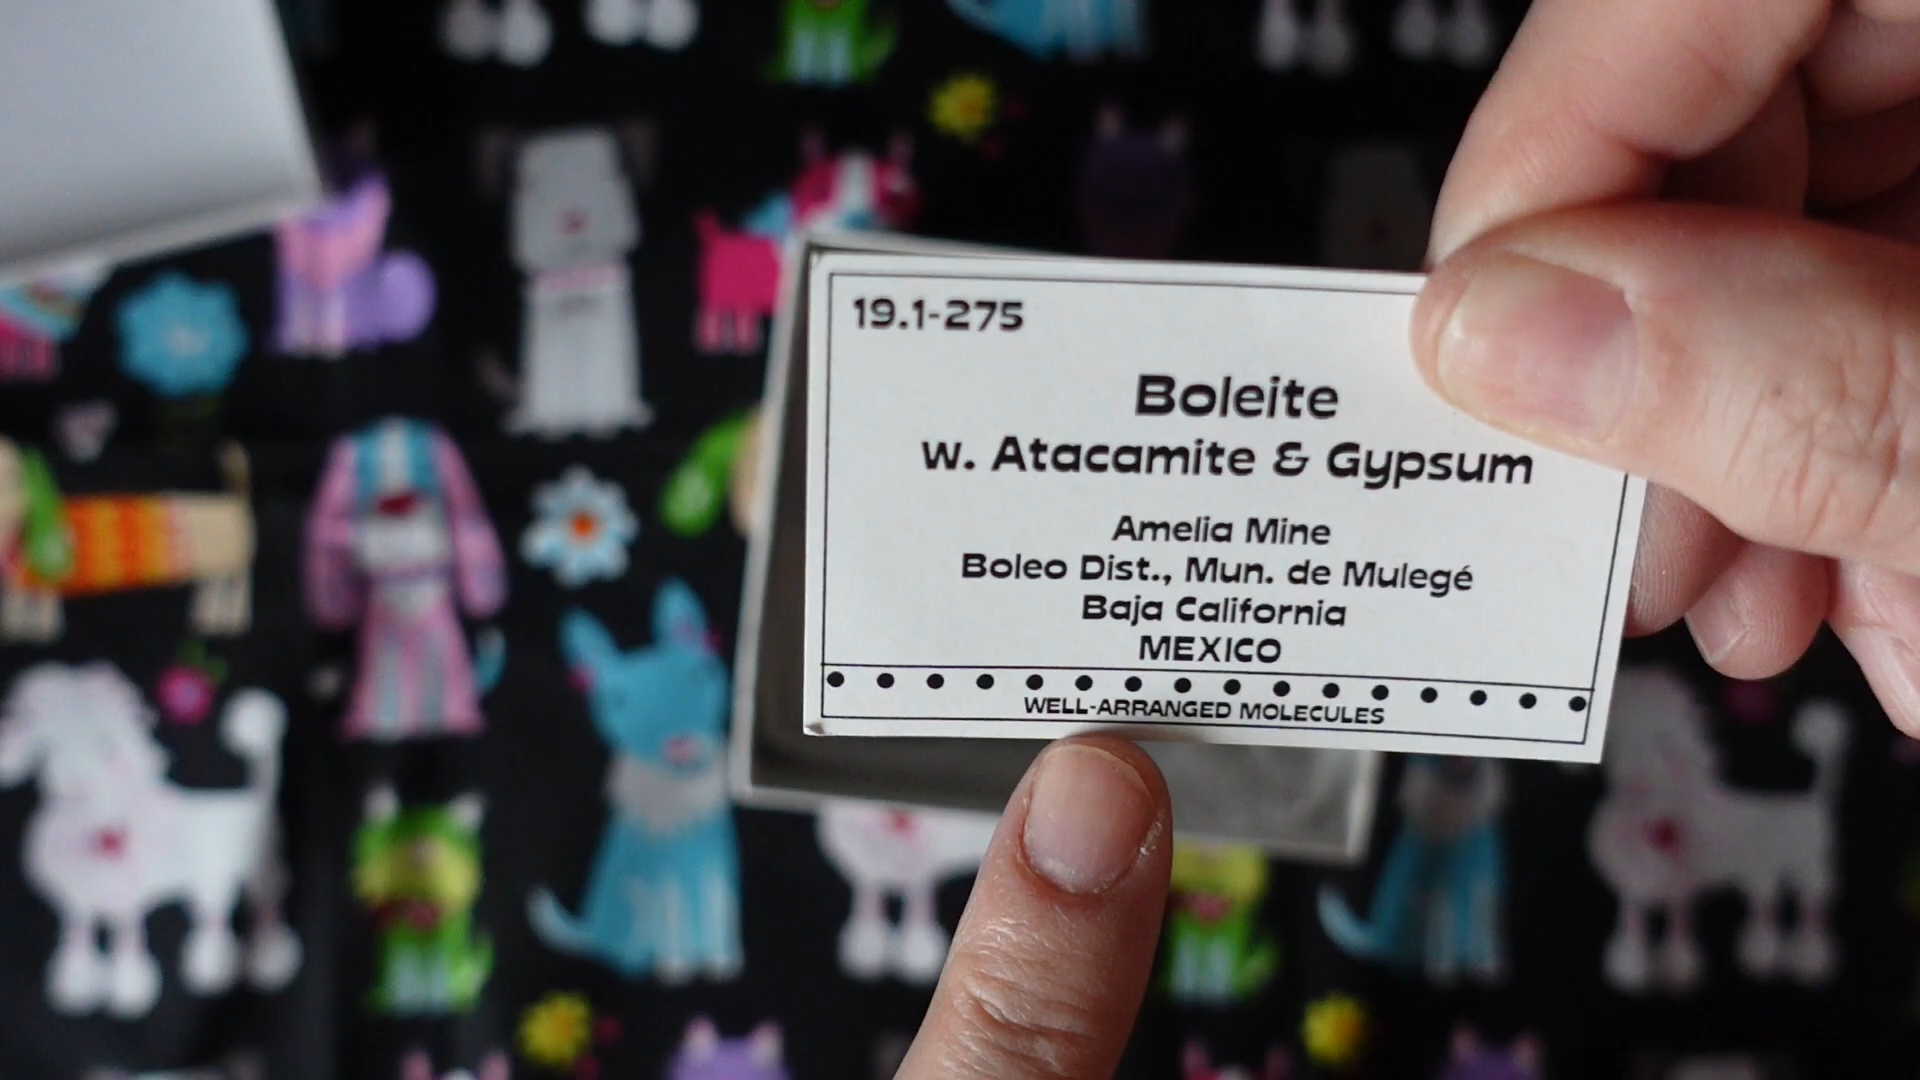 19.1-275
Boleite
w. Atacamite & Gypsum
Amelia Mine
Boleo Dist., Mun. de Mulegé
Baja California
MEXICO
WELL-ARRANGED MOLECULES